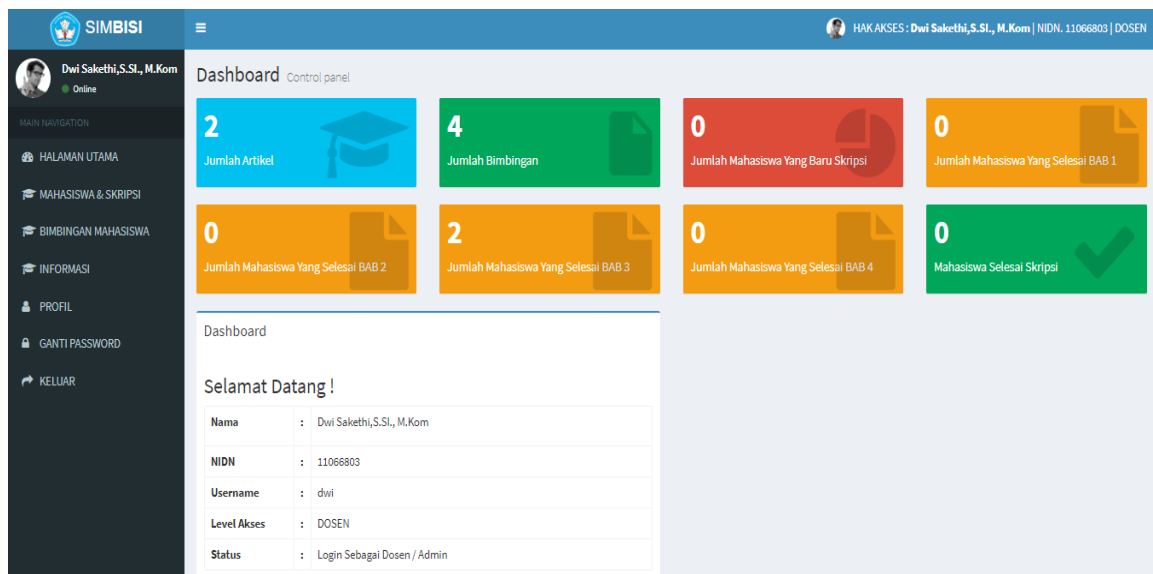 SIMBISI
HAK AKSES : Dwi Sakethi,S.SI., M.Kom | NIDN. 11066803 | DOSEN
Dwi Sakethi,S.SI., M.Kom
Online
MAIN NAVIGATION
HALAMAN UTAMA
MAHASISWA & SKRIPSI
BIMBINGAN MAHASISWA
INFORMASI
PROFIL
GANTI PASSWORD
KELUAR
Dashboard Control panel
2
Jumlah Artikel
4
Jumlah Bimbingan
0
Jumlah Mahasiswa Yang Baru Skripsi
0
Jumlah Mahasiswa Yang Selesai BAB 1
0
Jumlah Mahasiswa Yang Selesai BAB 2
2
Jumlah Mahasiswa Yang Selesai BAB 3
0
Jumlah Mahasiswa Yang Selesai BAB 4
0
Mahasiswa Selesai Skripsi
Dashboard
Selamat Datang !
Nama : Dwi Sakethi,S.SI., M.Kom
NIDN : 11066803
Username : dwi
Level Akses : DOSEN
Status : Login Sebagai Dosen / Admin